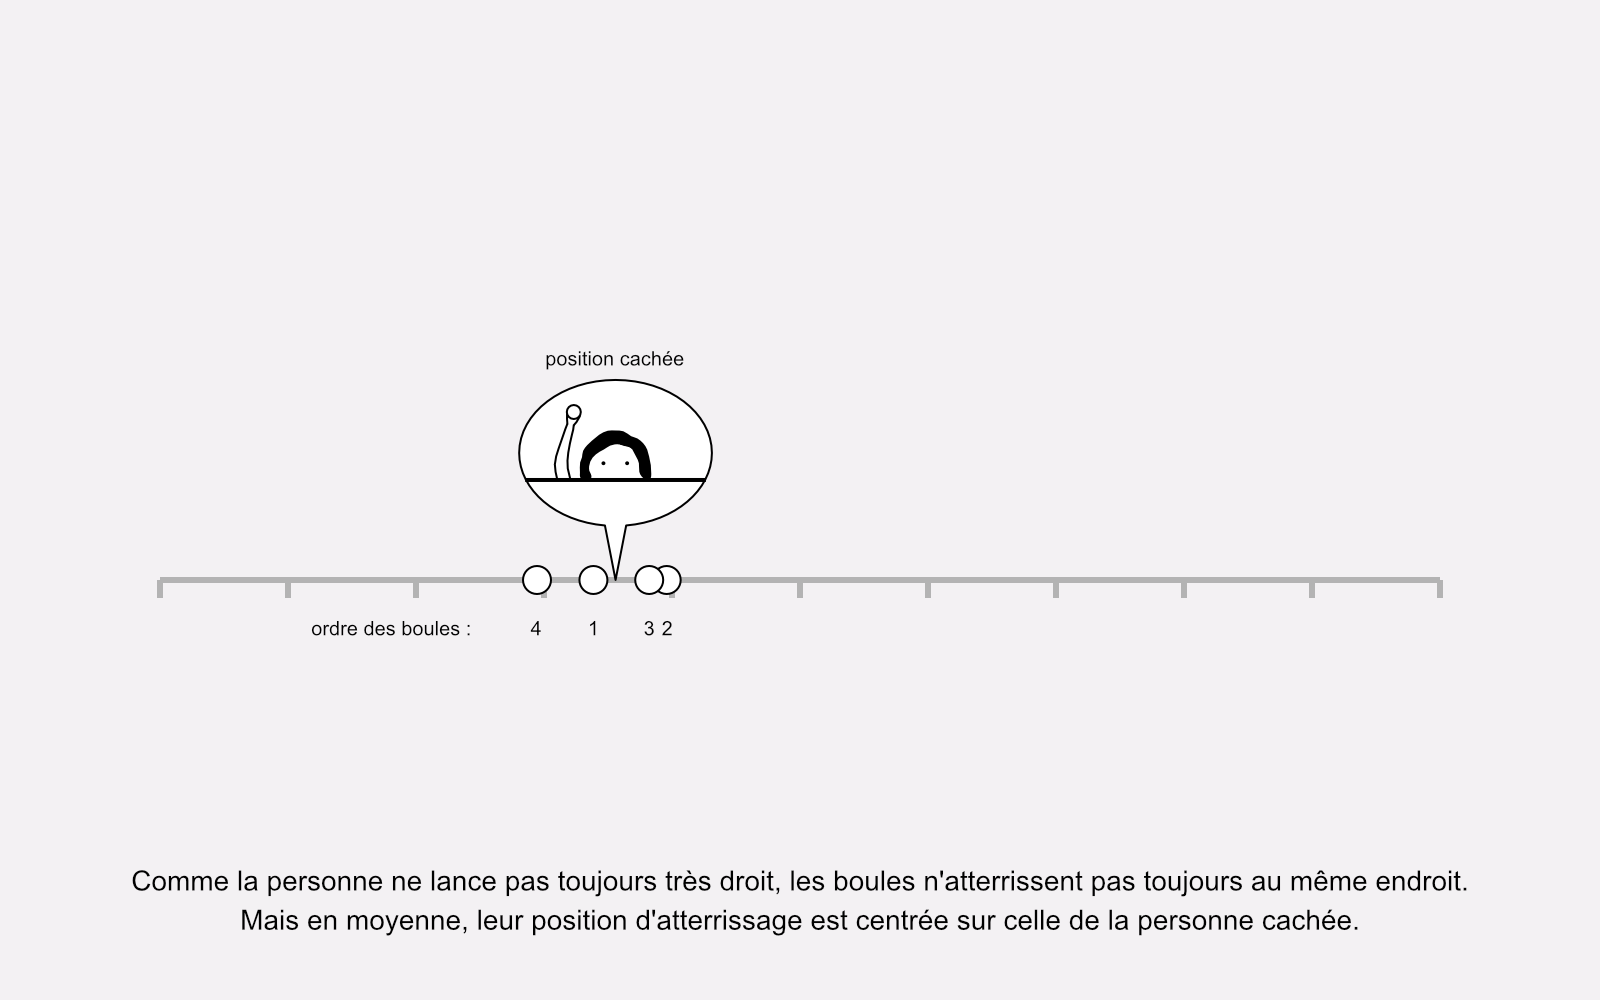 position cachée
ordre des boules : 4 1 3 2
Comme la personne ne lance pas toujours très droit, les boules n'atterrissent pas toujours au même endroit.
Mais en moyenne, leur position d'atterrissage est centrée sur celle de la personne cachée.